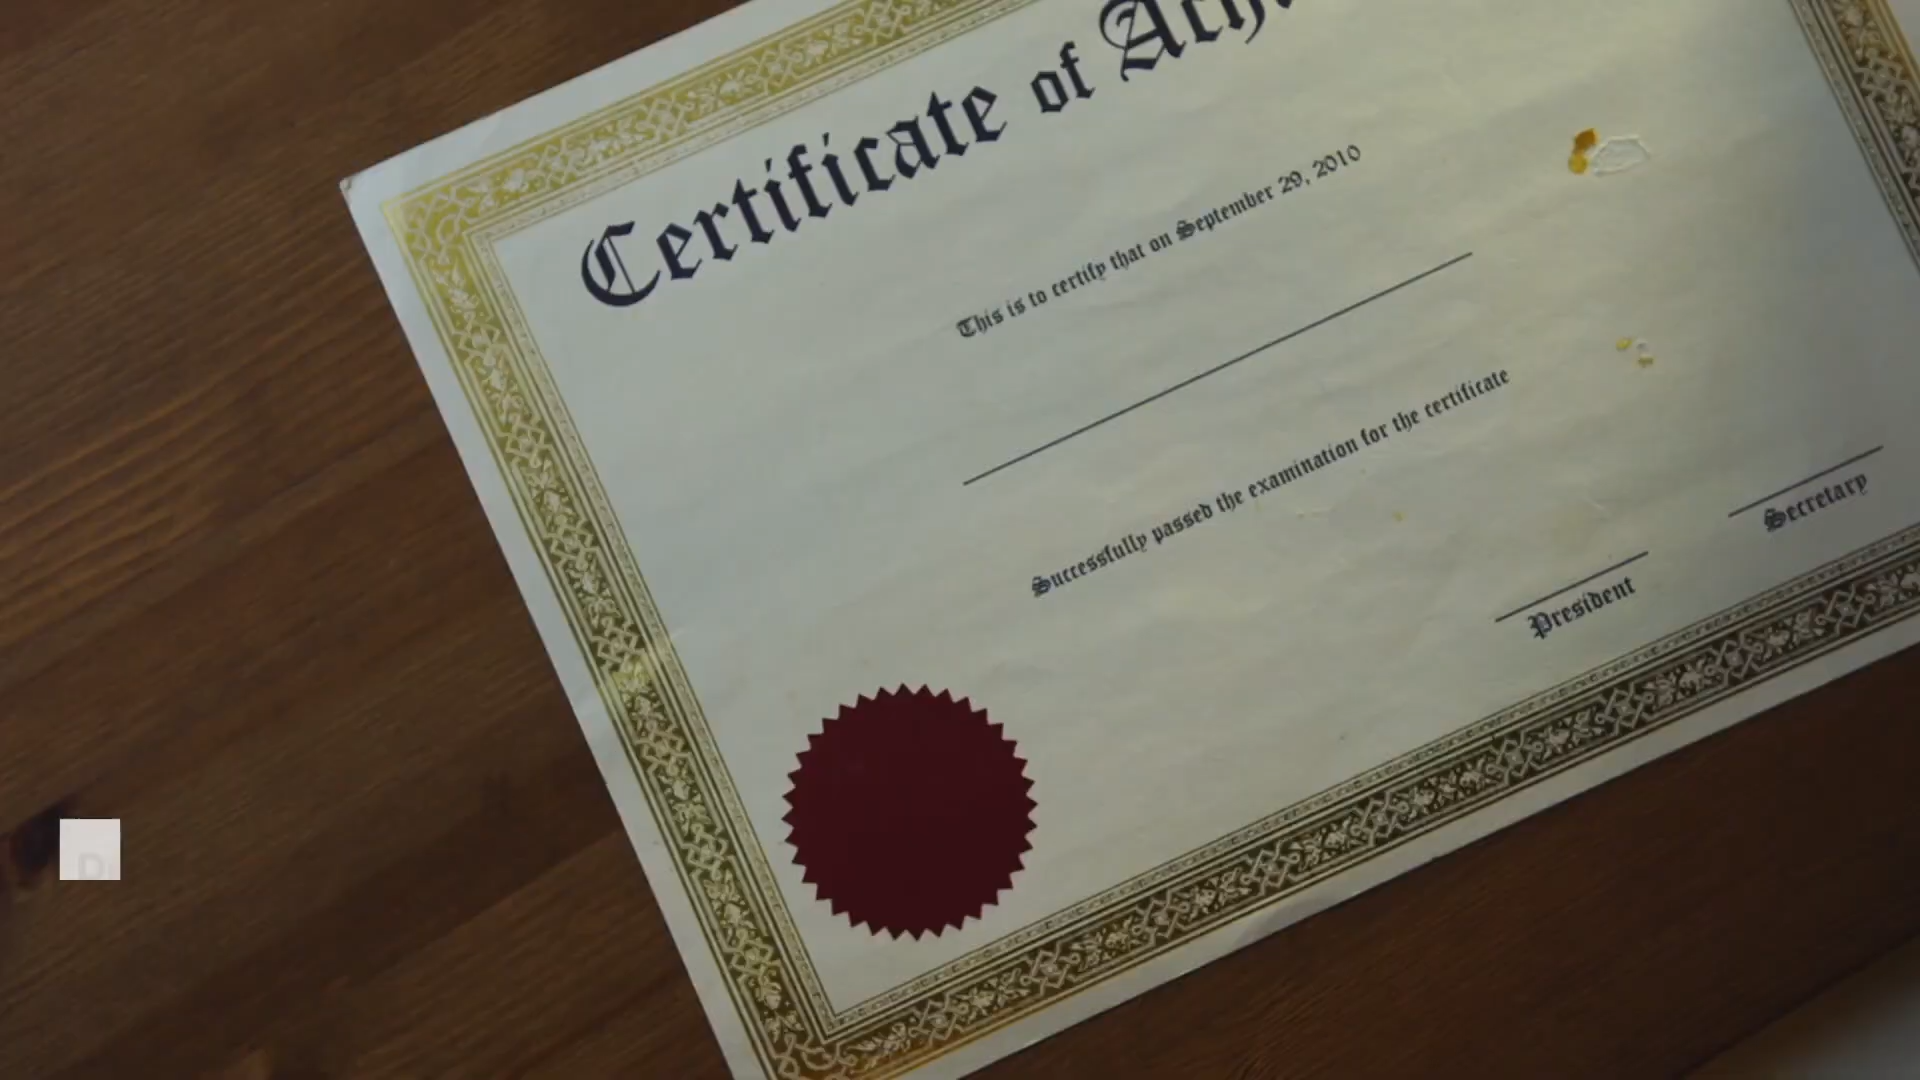 Certificate of
This is to certify that on September 29, 2010
Successfully passed the examination for the certificate
President
Secretary